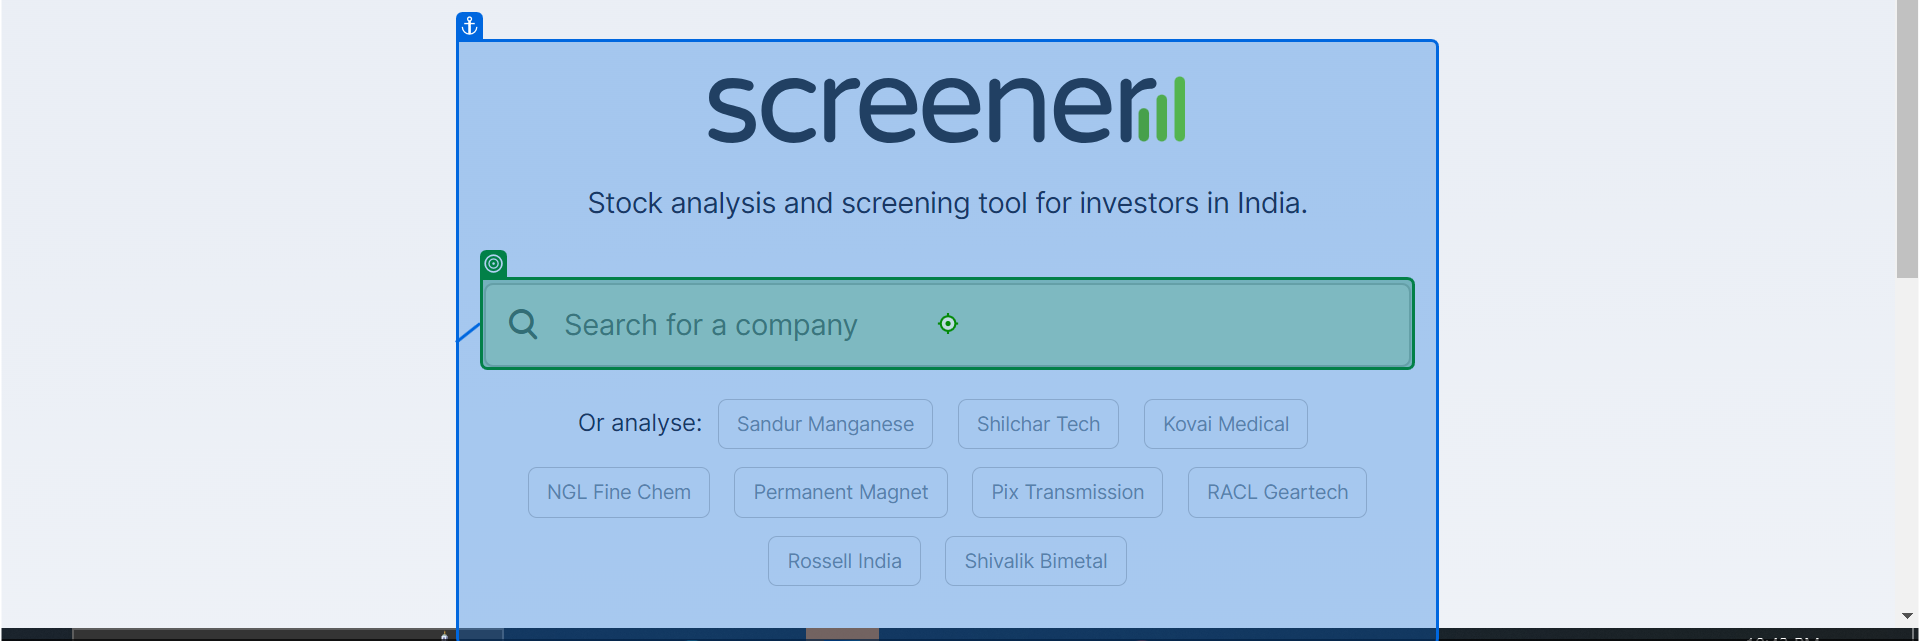 screener
Stock analysis and screening tool for investors in India.
Search for a company
Or analyse: Sandur Manganese Shilchar Tech Kovai Medical
NGL Fine Chem Permanent Magnet Pix Transmission RACL Geartech
Rossell India Shivalik Bimetal